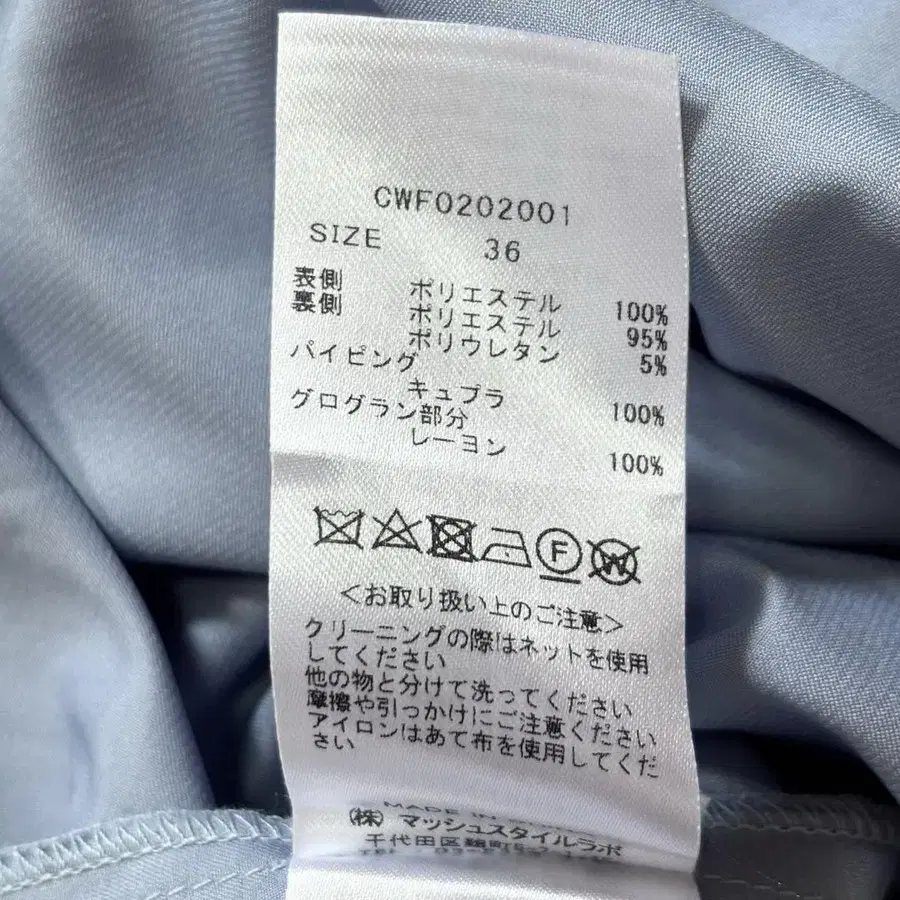 CWF0202001
SIZE 36
表側 ポリエステル 100%
裏側 ポリエステル 95%
ポリウレタン 5%
パイピング
キュプラ 100%
グログラン部分
レーヨン 100%
F
W
<お取り扱い上のご注意>
クリーニングの際はネットを使用
してください
他の物と分けて洗ってください
摩擦や引っかけにご注意ください
アイロンはあて布を使用してくだ
さい
MADE IN
(株) マッシュスタイルラボ
千代田区麹町